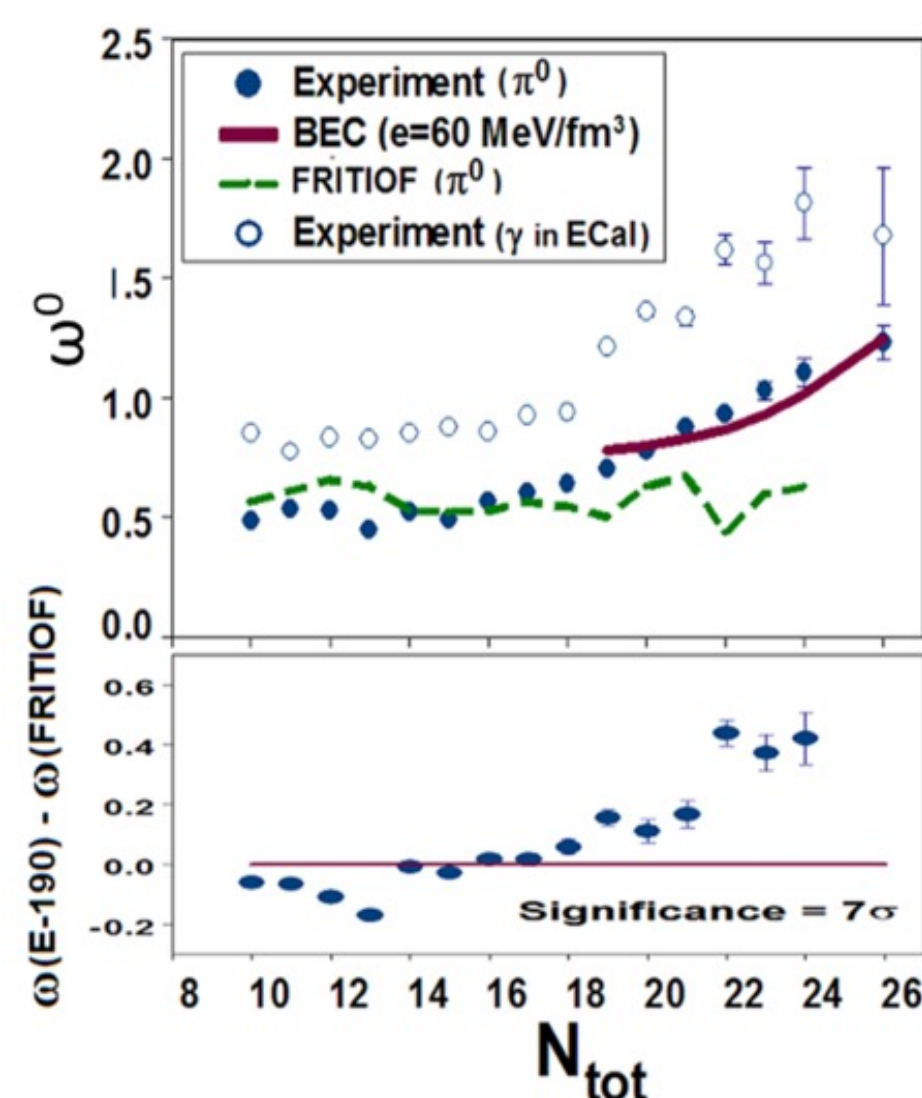 2.5
2.0
1.5
1.0
0.5
0.0
ω⁰
Experiment (π⁰)
BEC (e=60 MeV/fm³)
FRITIOF (π⁰)
Experiment (γ in ECal)
0.6
0.4
0.2
0.0
-0.2
ω(E-190) - ω(FRITIOF)
Significance = 7σ
8 10 12 14 16 18 20 22 24 26
N_tot